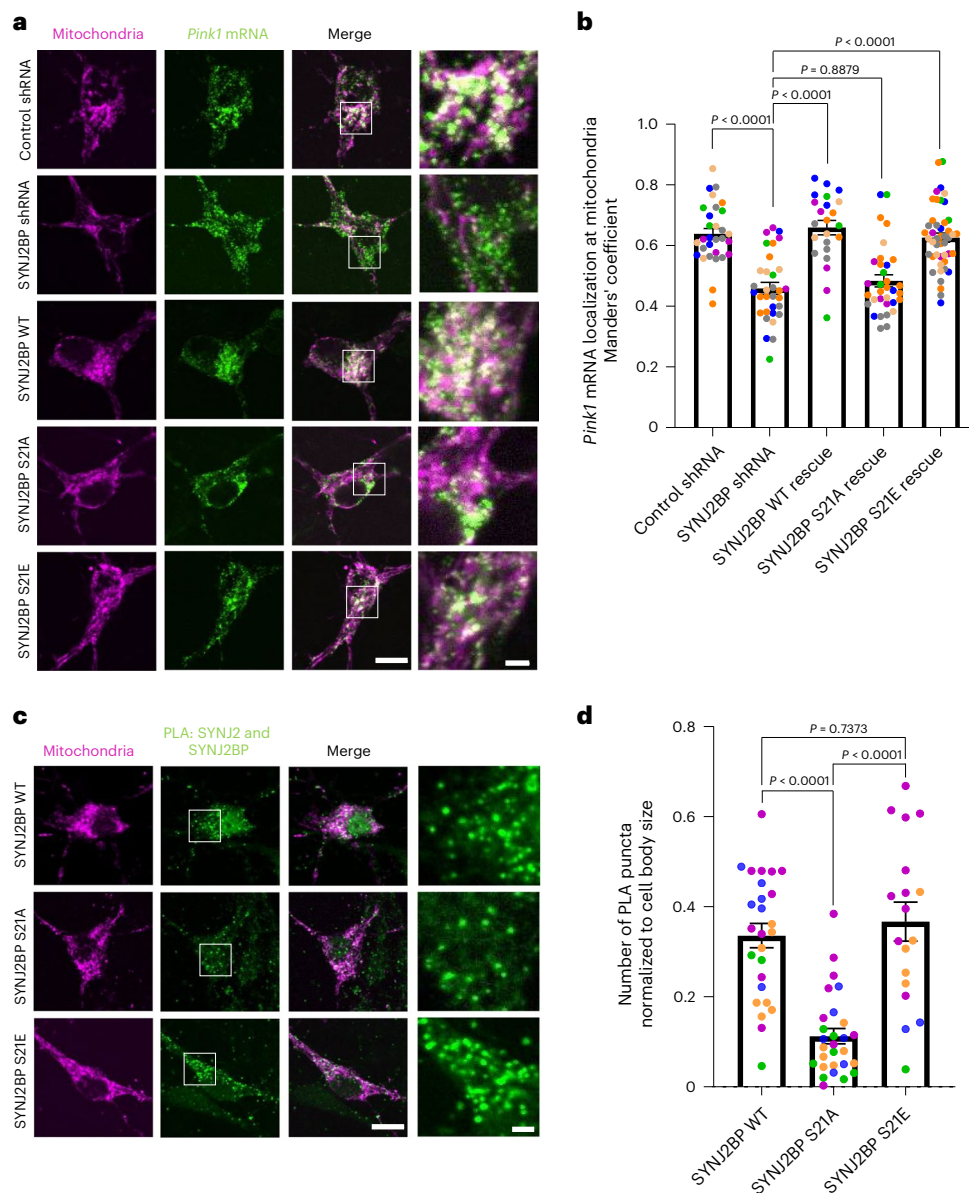 a
Mitochondria
Pink1 mRNA
Merge
Control shRNA
SYNJ2BP shRNA
SYNJ2BP WT
SYNJ2BP S21A
SYNJ2BP S21E
b
P < 0.0001
P = 0.8879
P < 0.0001
P < 0.0001
1.0
0.8
0.6
0.4
0.2
0
Pink1 mRNA localization at mitochondria
Manders' coefficient
Control shRNA
SYNJ2BP shRNA
SYNJ2BP WT rescue
SYNJ2BP S21A rescue
SYNJ2BP S21E rescue
c
Mitochondria
PLA: SYNJ2 and
SYNJ2BP
Merge
SYNJ2BP WT
SYNJ2BP S21A
SYNJ2BP S21E
d
P = 0.7373
P < 0.0001
P < 0.0001
0.8
0.6
0.4
0.2
0
Number of PLA puncta
normalized to cell body size
SYNJ2BP WT
SYNJ2BP S21A
SYNJ2BP S21E